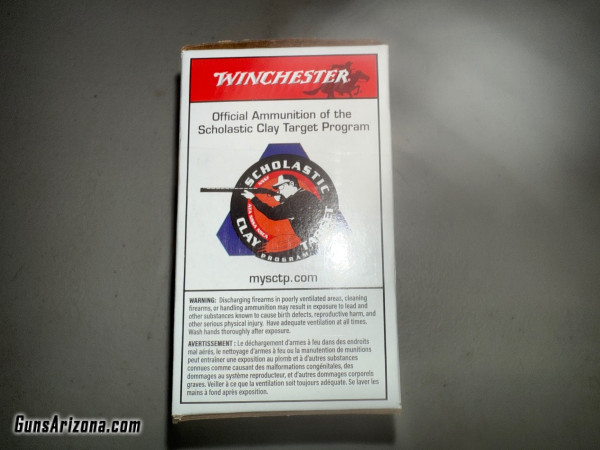 WINCHESTER
Official Ammunition of the
Scholastic Clay Target Program
SCHOLASTIC
CLAY TARGET
PROGRAM
mysctp.com
WARNING: Discharging firearms in poorly ventilated areas, cleaning
firearms, or handling ammunition may result in exposure to lead and
other substances known to cause birth defects, reproductive harm, and
other serious physical injury. Have adequate ventilation at all times.
Wash hands thoroughly after exposure.
AVERTISSEMENT : Le déchargement d'armes à feu dans des endroits
mal aérés, le nettoyage d'armes à feu ou la manutention de munitions
peut entraîner une exposition au plomb et à d'autres substances
connues comme causant des malformations congénitales, des
dommages au système reproducteur, et d'autres dommages corporels
graves. Veiller à ce que la ventilation soit toujours adéquate. Se laver les
mains à fond après exposition.
GunsArizona.com